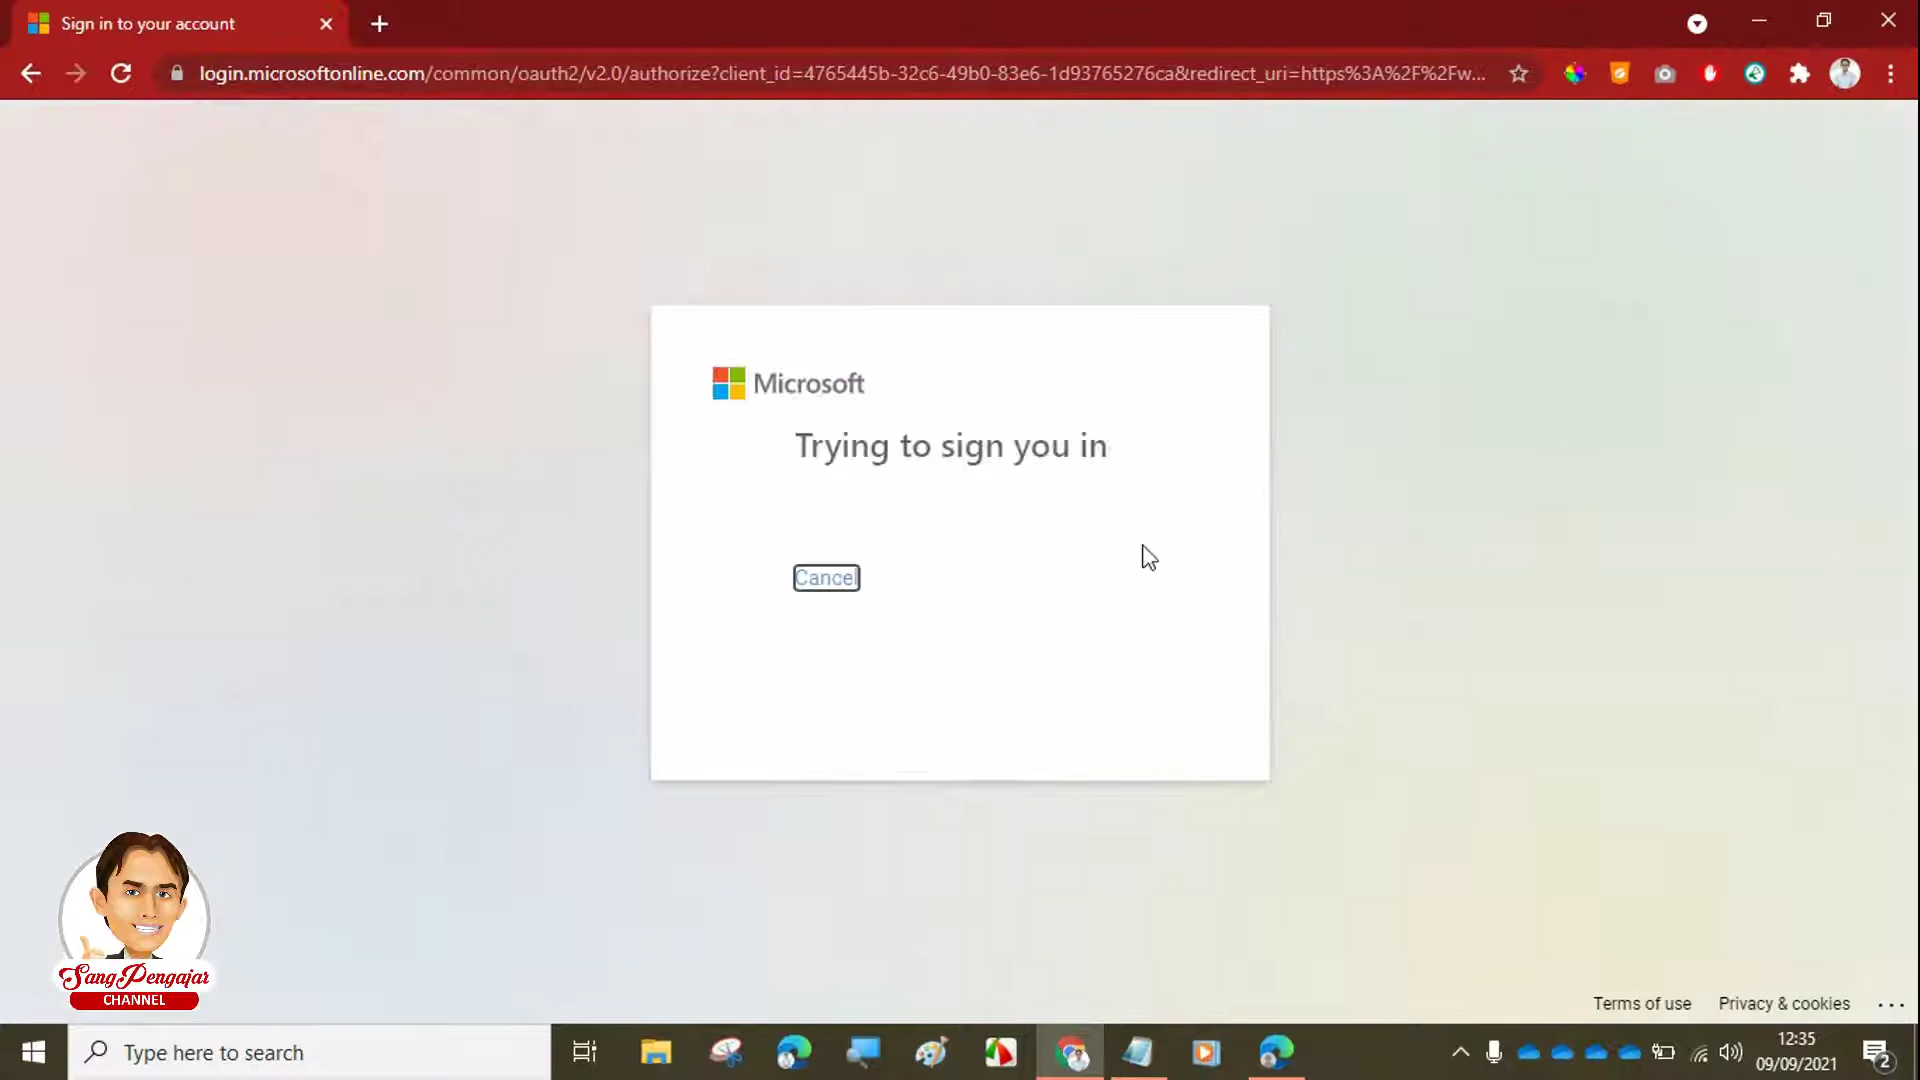 Sign in to your account
login.microsoftonline.com/common/oauth2/v2.0/authorize?client_id=4765445b-32c6-49b0-83e6-1d93765276ca&redirect_uri=https%3A%2F%2Fw...
Microsoft
Trying to sign you in
Cancel
SangPengajar
CHANNEL
Terms of use
Privacy & cookies
Type here to search
12:35
09/09/2021
2